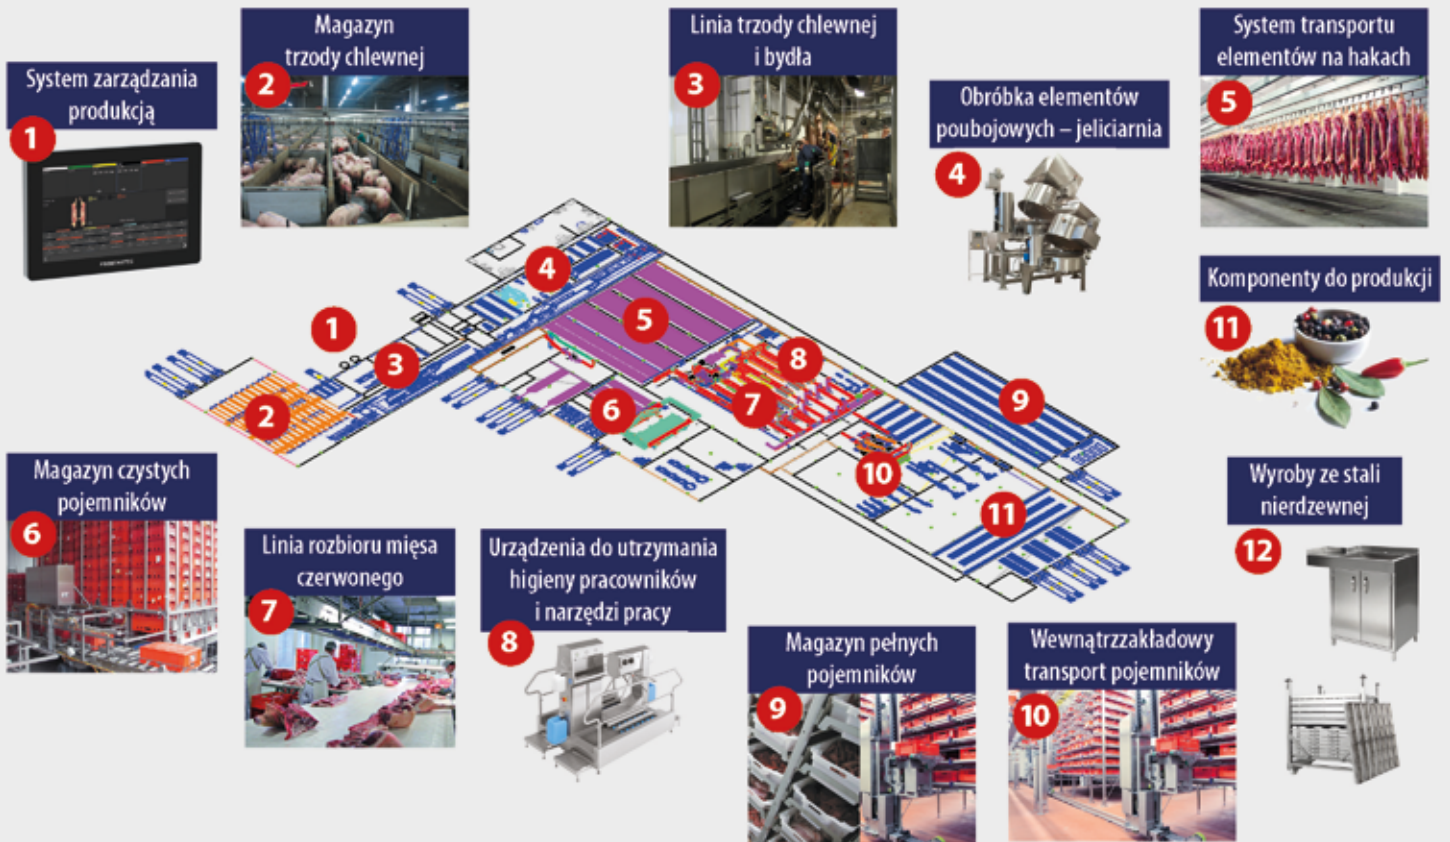 System zarządzania
produkcją
1
Magazyn
trzody chlewnej
2
Linia trzody chlewnej
i bydła
3
Obróbka elementów
poubojowych – jeliciarnia
4
System transportu
elementów na hakach
5
Komponenty do produkcji
11
1
2
3
4
5
6
7
8
9
10
11
Magazyn czystych
pojemników
6
Linia rozbioru mięsa
czerwonego
7
Urządzenia do utrzymania
higieny pracowników
i narzędzi pracy
8
Magazyn pełnych
pojemników
9
Wewnątrzzakładowy
transport pojemników
10
Wyroby ze stali
nierdzewnej
12